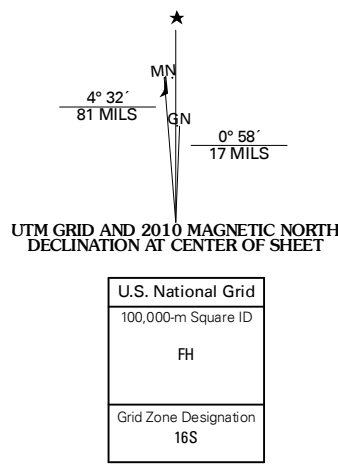 ★
MN
4° 32´
81 MILS
GN
0° 58´
17 MILS
UTM GRID AND 2010 MAGNETIC NORTH
DECLINATION AT CENTER OF SHEET
U.S. National Grid
100,000-m Square ID
FH
Grid Zone Designation
16S